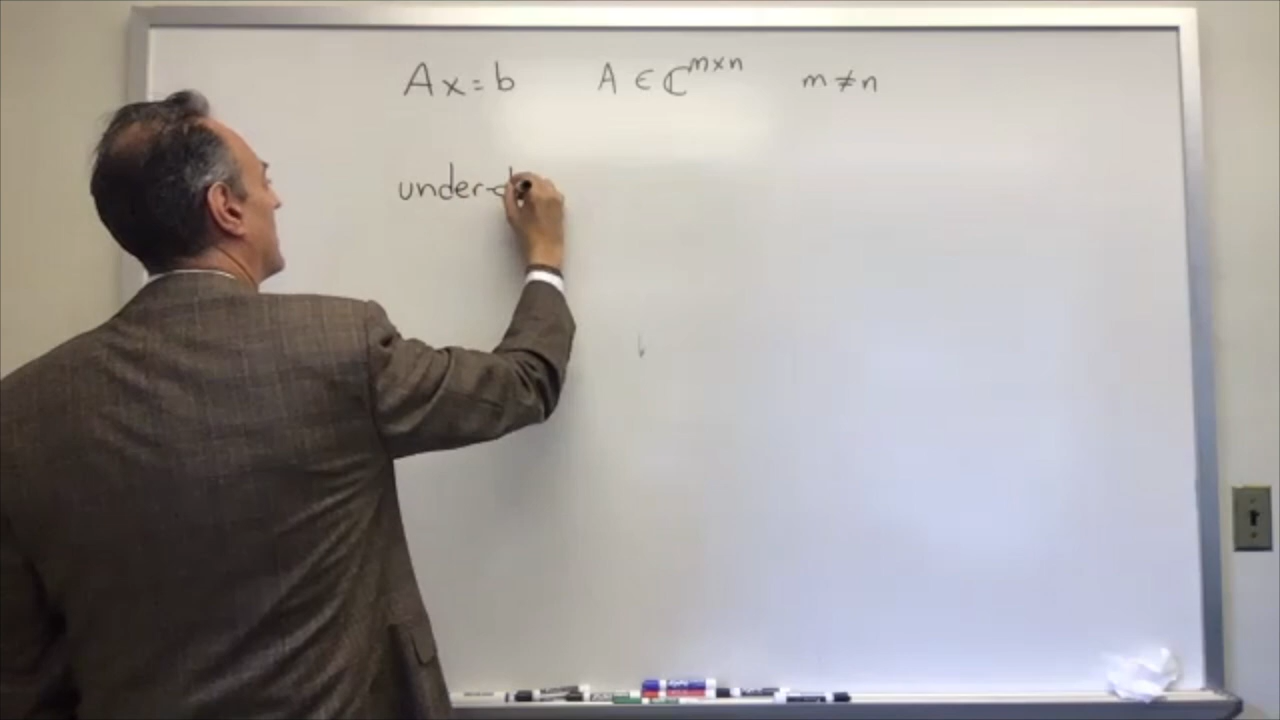 Ax=b A ∈ ℂ^{m×n} m ≠ n
under-d